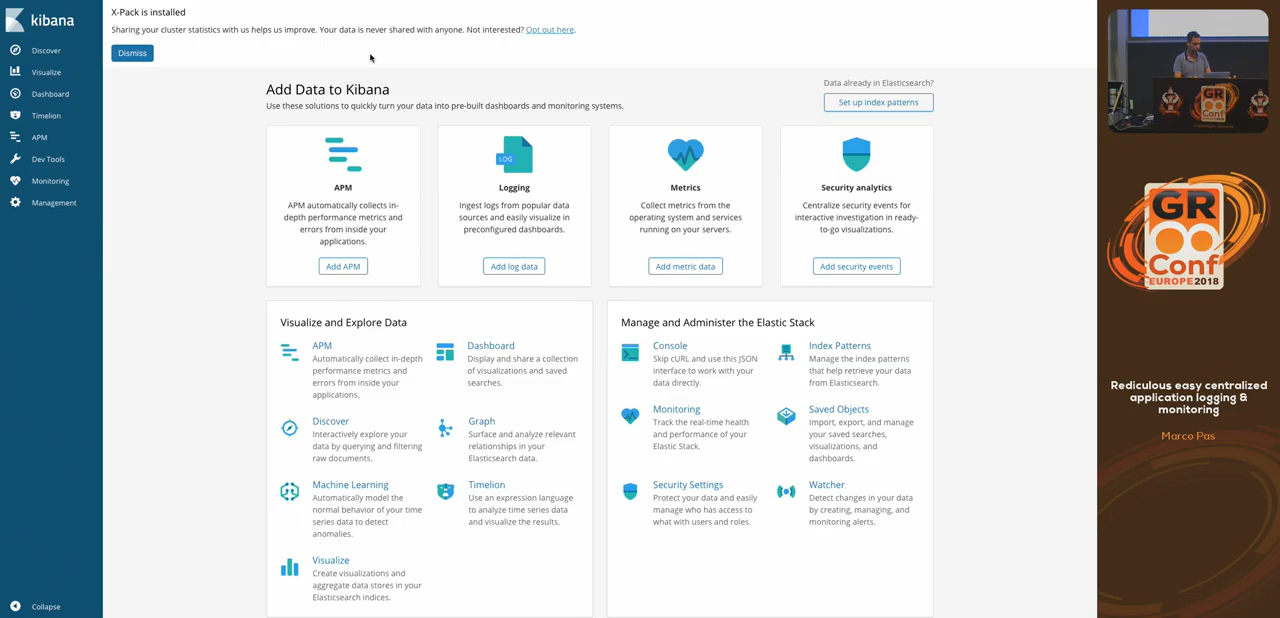 kibana
Discover
Visualize
Dashboard
Timelion
APM
Dev Tools
Monitoring
Management
Collapse
X-Pack is installed
Sharing your cluster statistics with us helps us improve. Your data is never shared with anyone. Not interested? Opt out here.
Dismiss
Add Data to Kibana
Use these solutions to quickly turn your data into pre-built dashboards and monitoring systems.
Data already in Elasticsearch?
Set up index patterns
APM
APM automatically collects in-
depth performance metrics and
errors from inside your
applications.
Add APM
LOG
Logging
Ingest logs from popular data
sources and easily visualize in
preconfigured dashboards.
Add log data
Metrics
Collect metrics from the
operating system and services
running on your servers.
Add metric data
Security analytics
Centralize security events for
interactive investigation in ready-
to-go visualizations.
Add security events
Visualize and Explore Data
APM
Automatically collect in-depth
performance metrics and
errors from inside your
applications.
Dashboard
Display and share a collection
of visualizations and saved
searches.
Discover
Interactively explore your
data by querying and filtering
raw documents.
Graph
Surface and analyze relevant
relationships in your
Elasticsearch data.
Machine Learning
Automatically model the
normal behavior of your time
series data to detect
anomalies.
Timelion
Use an expression language
to analyze time series data
and visualize the results.
Visualize
Create visualizations and
aggregate data stores in your
Elasticsearch indices.
Manage and Administer the Elastic Stack
Console
Skip cURL and use this JSON
interface to work with your
data directly.
Index Patterns
Manage the index patterns
that help retrieve your data
from Elasticsearch.
Monitoring
Track the real-time health
and performance of your
Elastic Stack.
Saved Objects
Import, export, and manage
your saved searches,
visualizations, and
dashboards.
Security Settings
Protect your data and easily
manage who has access to
what with users and roles.
Watcher
Detect changes in your data
by creating, managing, and
monitoring alerts.
GR
Conf
GR
Conf
EUROPE2018
Rediculous easy centralized
application logging &
monitoring
Marco Pas